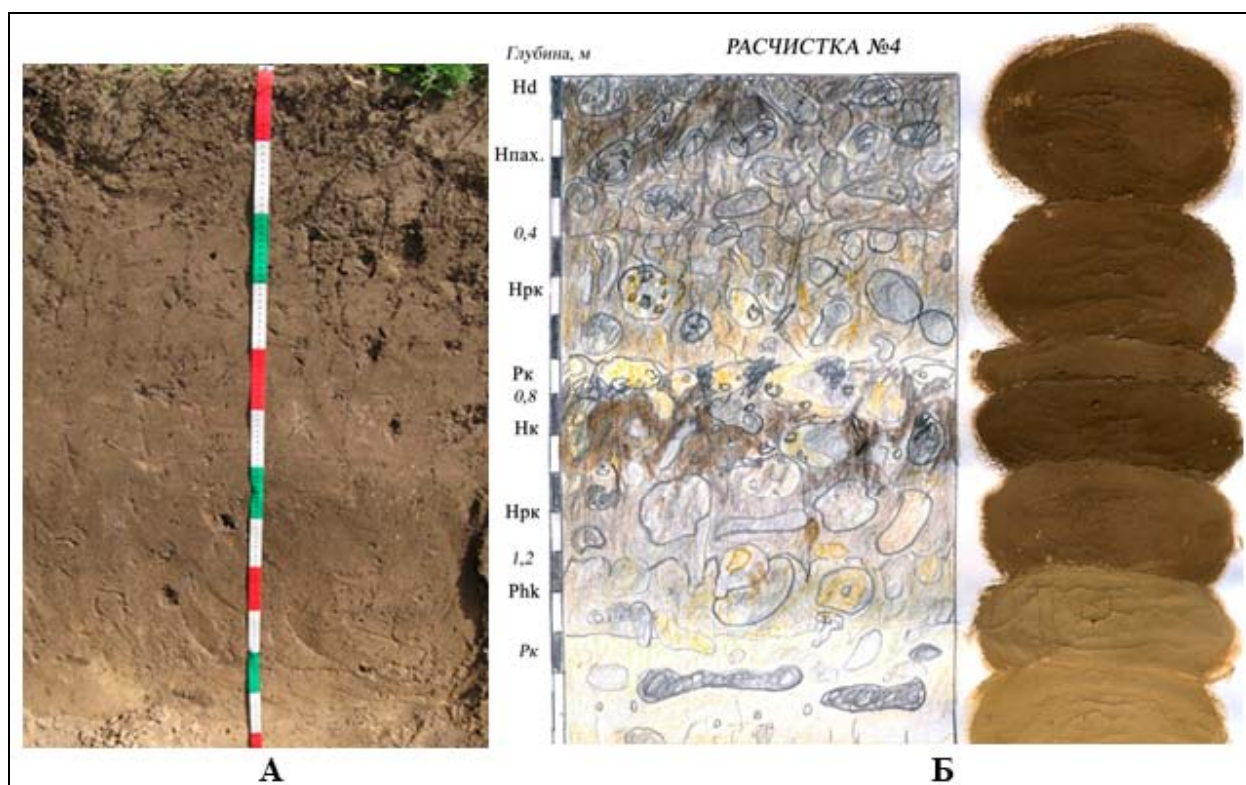 Глубина, м
РАСЧИСТКА №4
Hd
Нпах.
0,4
Нрк
Рк
0,8
Нк
Нрк
1,2
Phk
Рк
А
Б